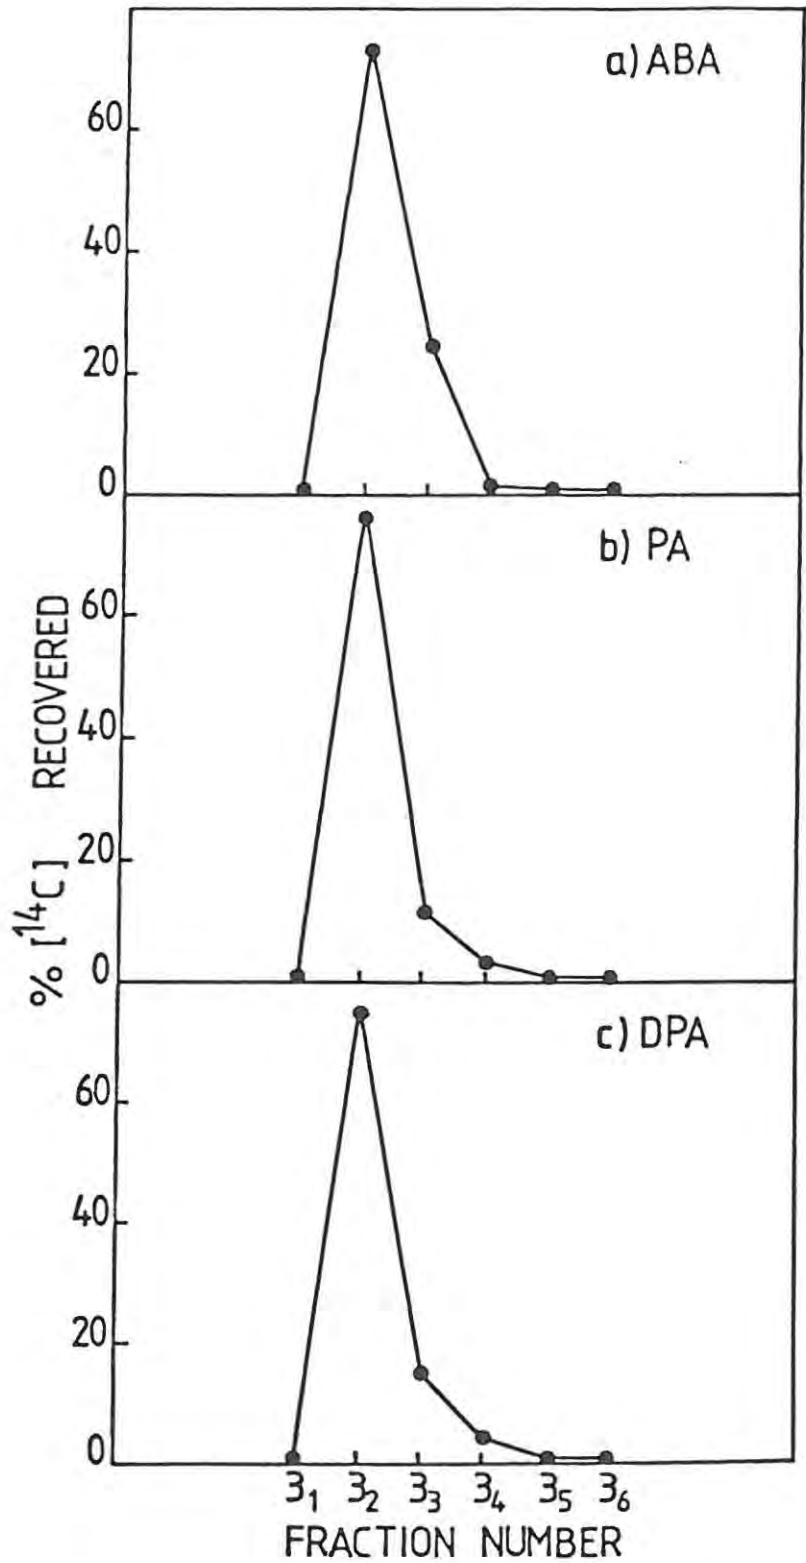 a) ABA
60
40
20
0
b) PA
60
40
20
0
% [¹⁴C] RECOVERED
c) DPA
60
40
20
0
3₁ 3₂ 3₃ 3₄ 3₅ 3₆
FRACTION NUMBER